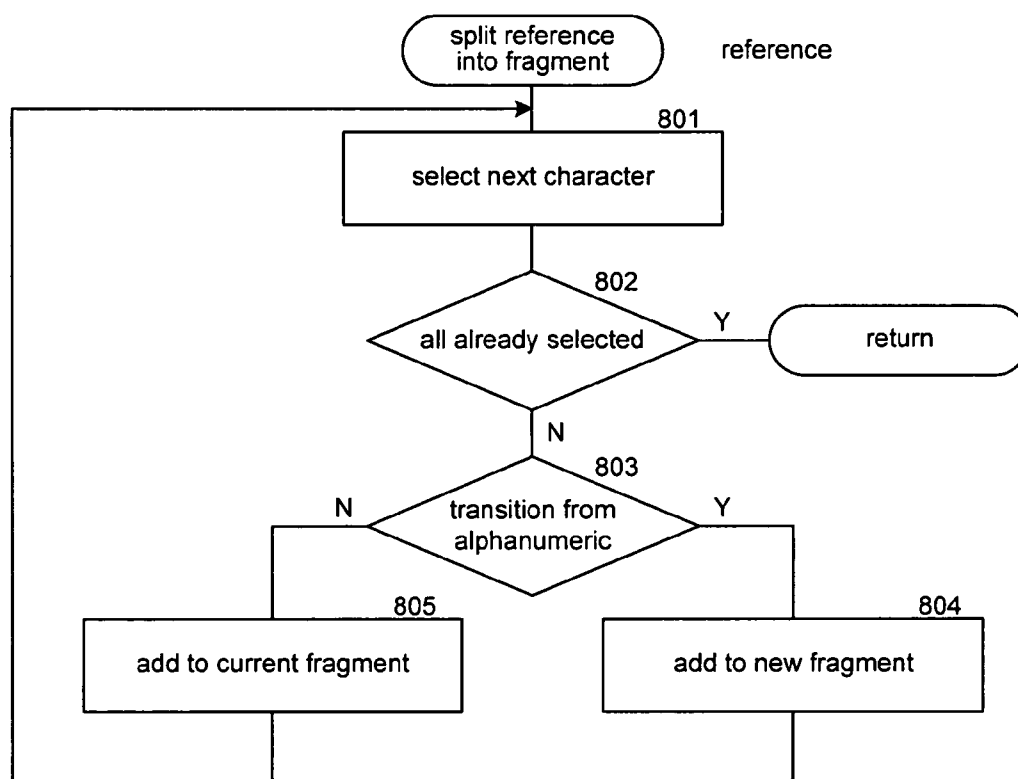 split reference
into fragment
reference
801
select next character
802
all already selected
Y
return
N
803
N
transition from
alphanumeric
Y
805
add to current fragment
804
add to new fragment